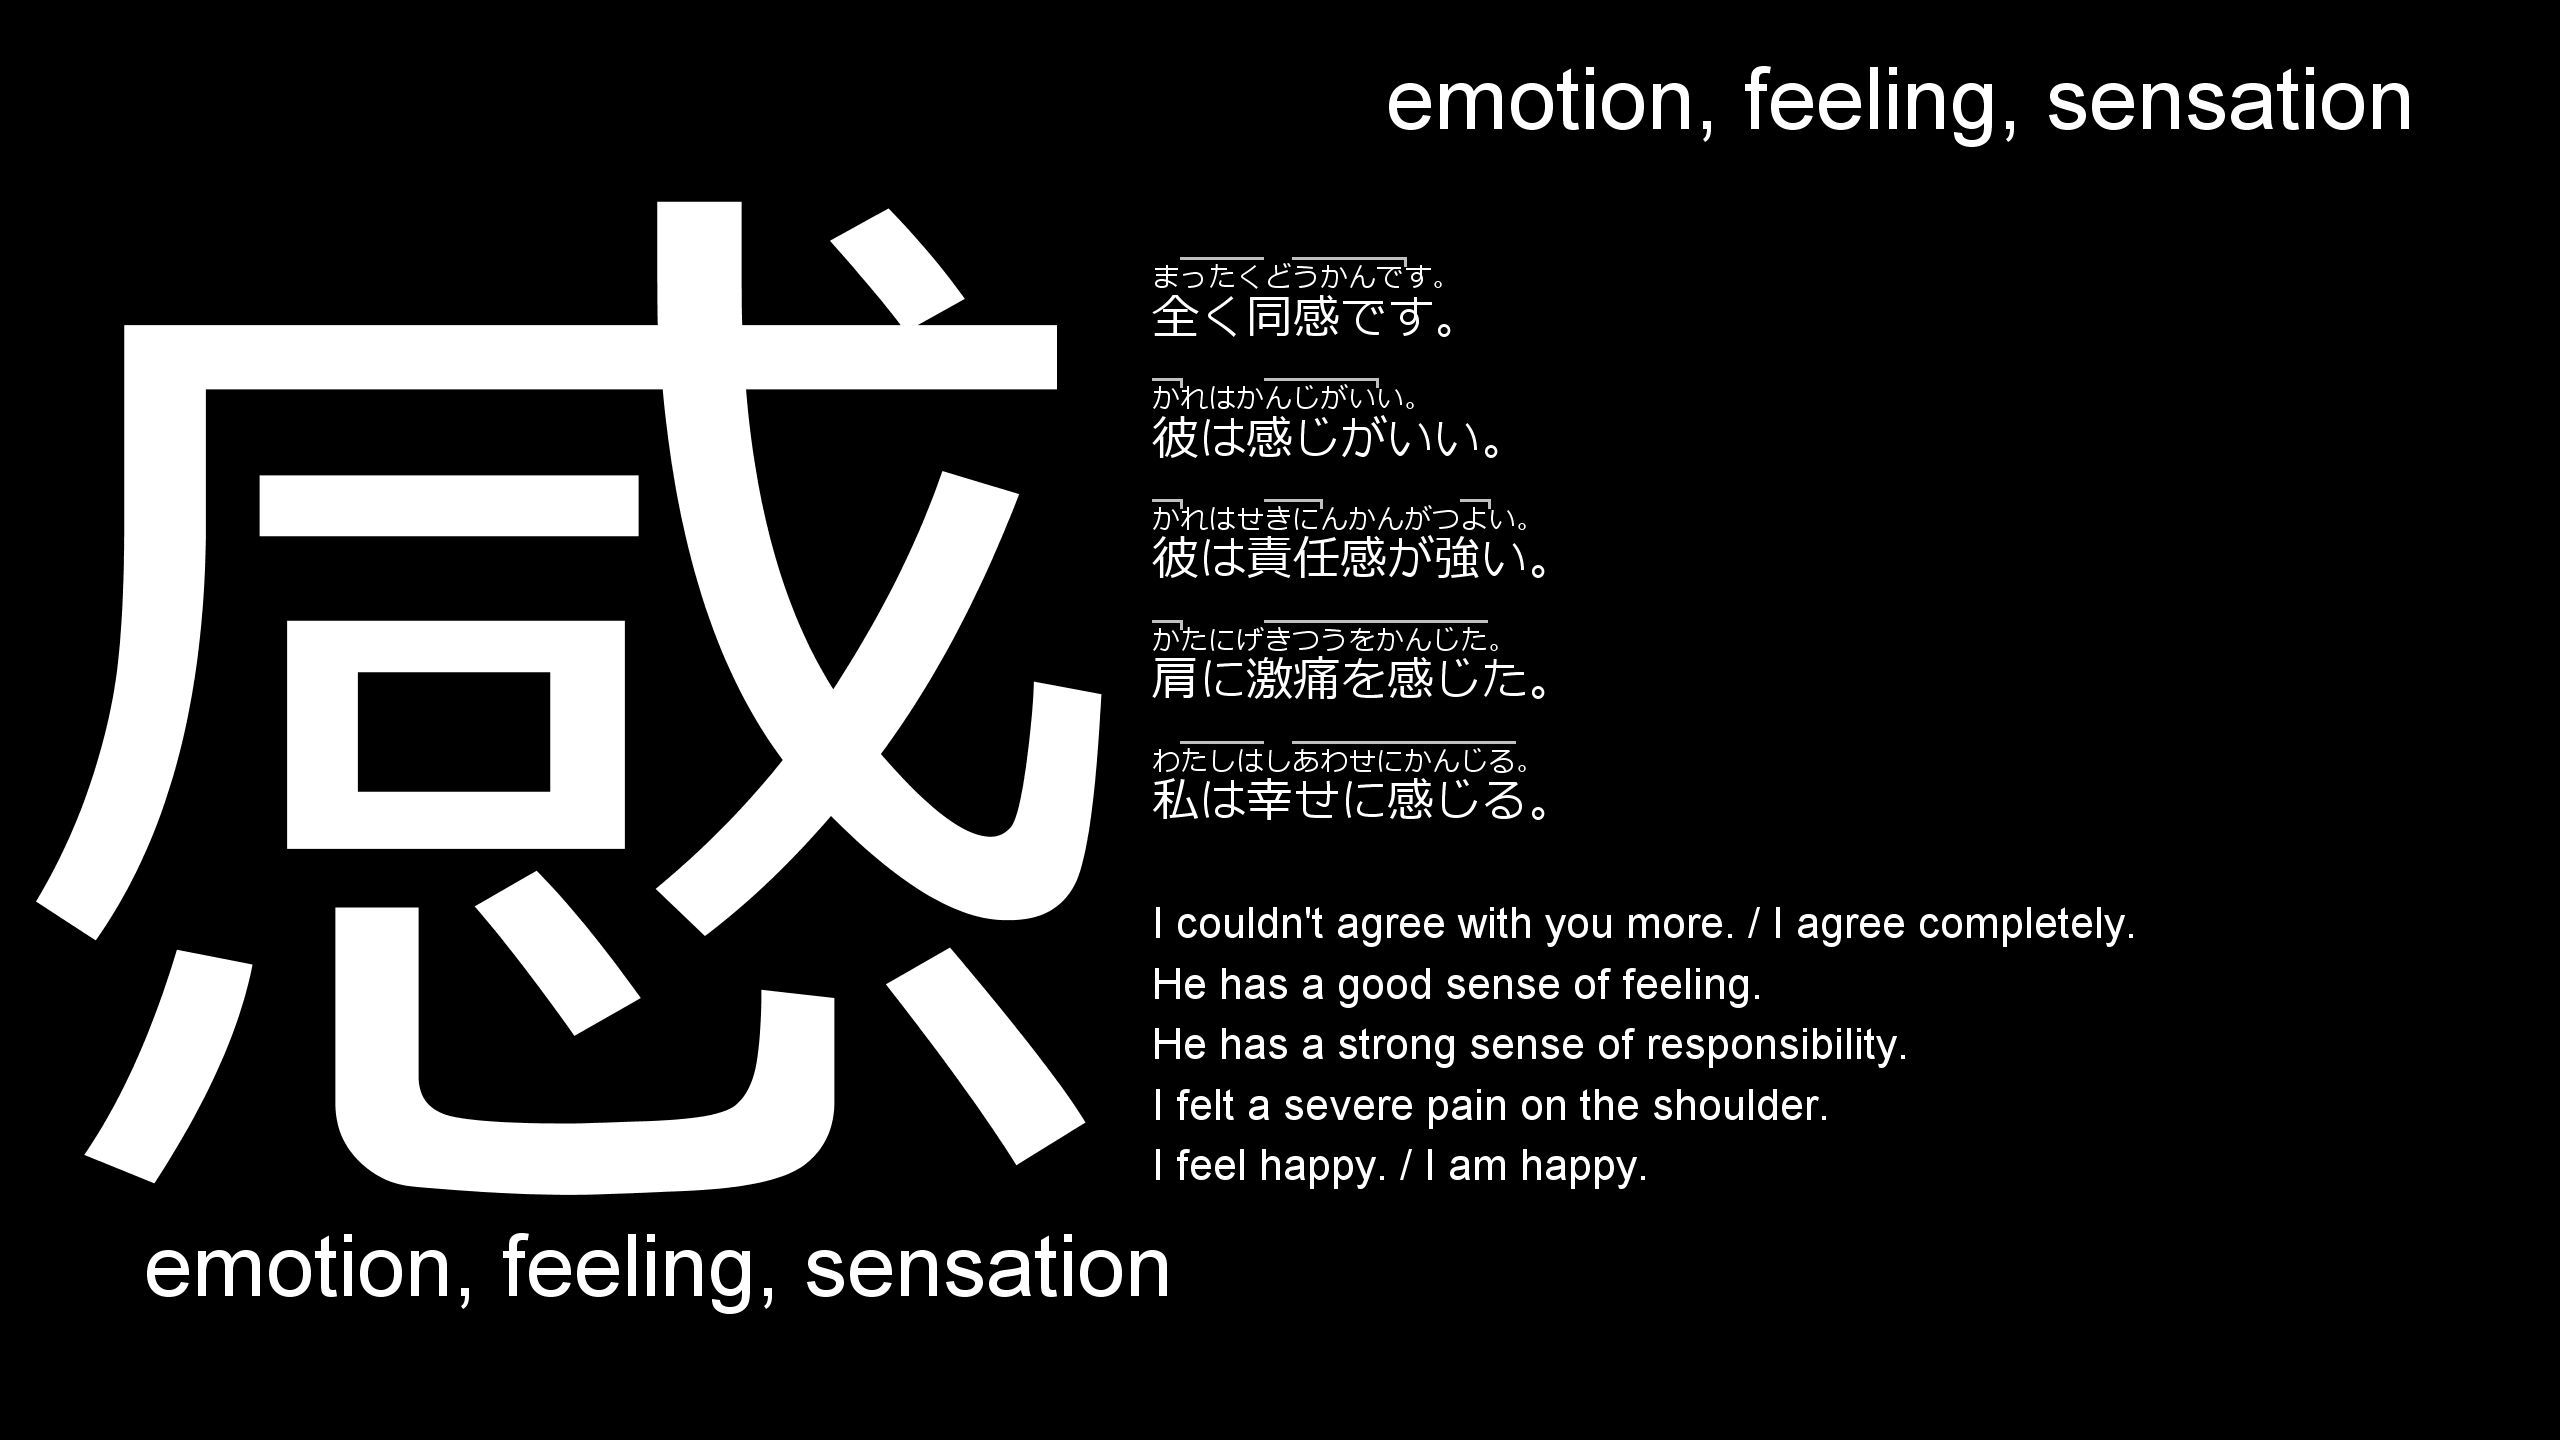 emotion, feeling, sensation
感
まったくどうかんです。
全く同感です。
かれはかんじがいい。
彼は感じがいい。
かれはせきにんかんがつよい。
彼は責任感が強い。
かたにげきつうをかんじた。
肩に激痛を感じた。
わたしはしあわせにかんじる。
私は幸せに感じる。
I couldn't agree with you more. / I agree completely.
He has a good sense of feeling.
He has a strong sense of responsibility.
I felt a severe pain on the shoulder.
I feel happy. / I am happy.
emotion, feeling, sensation